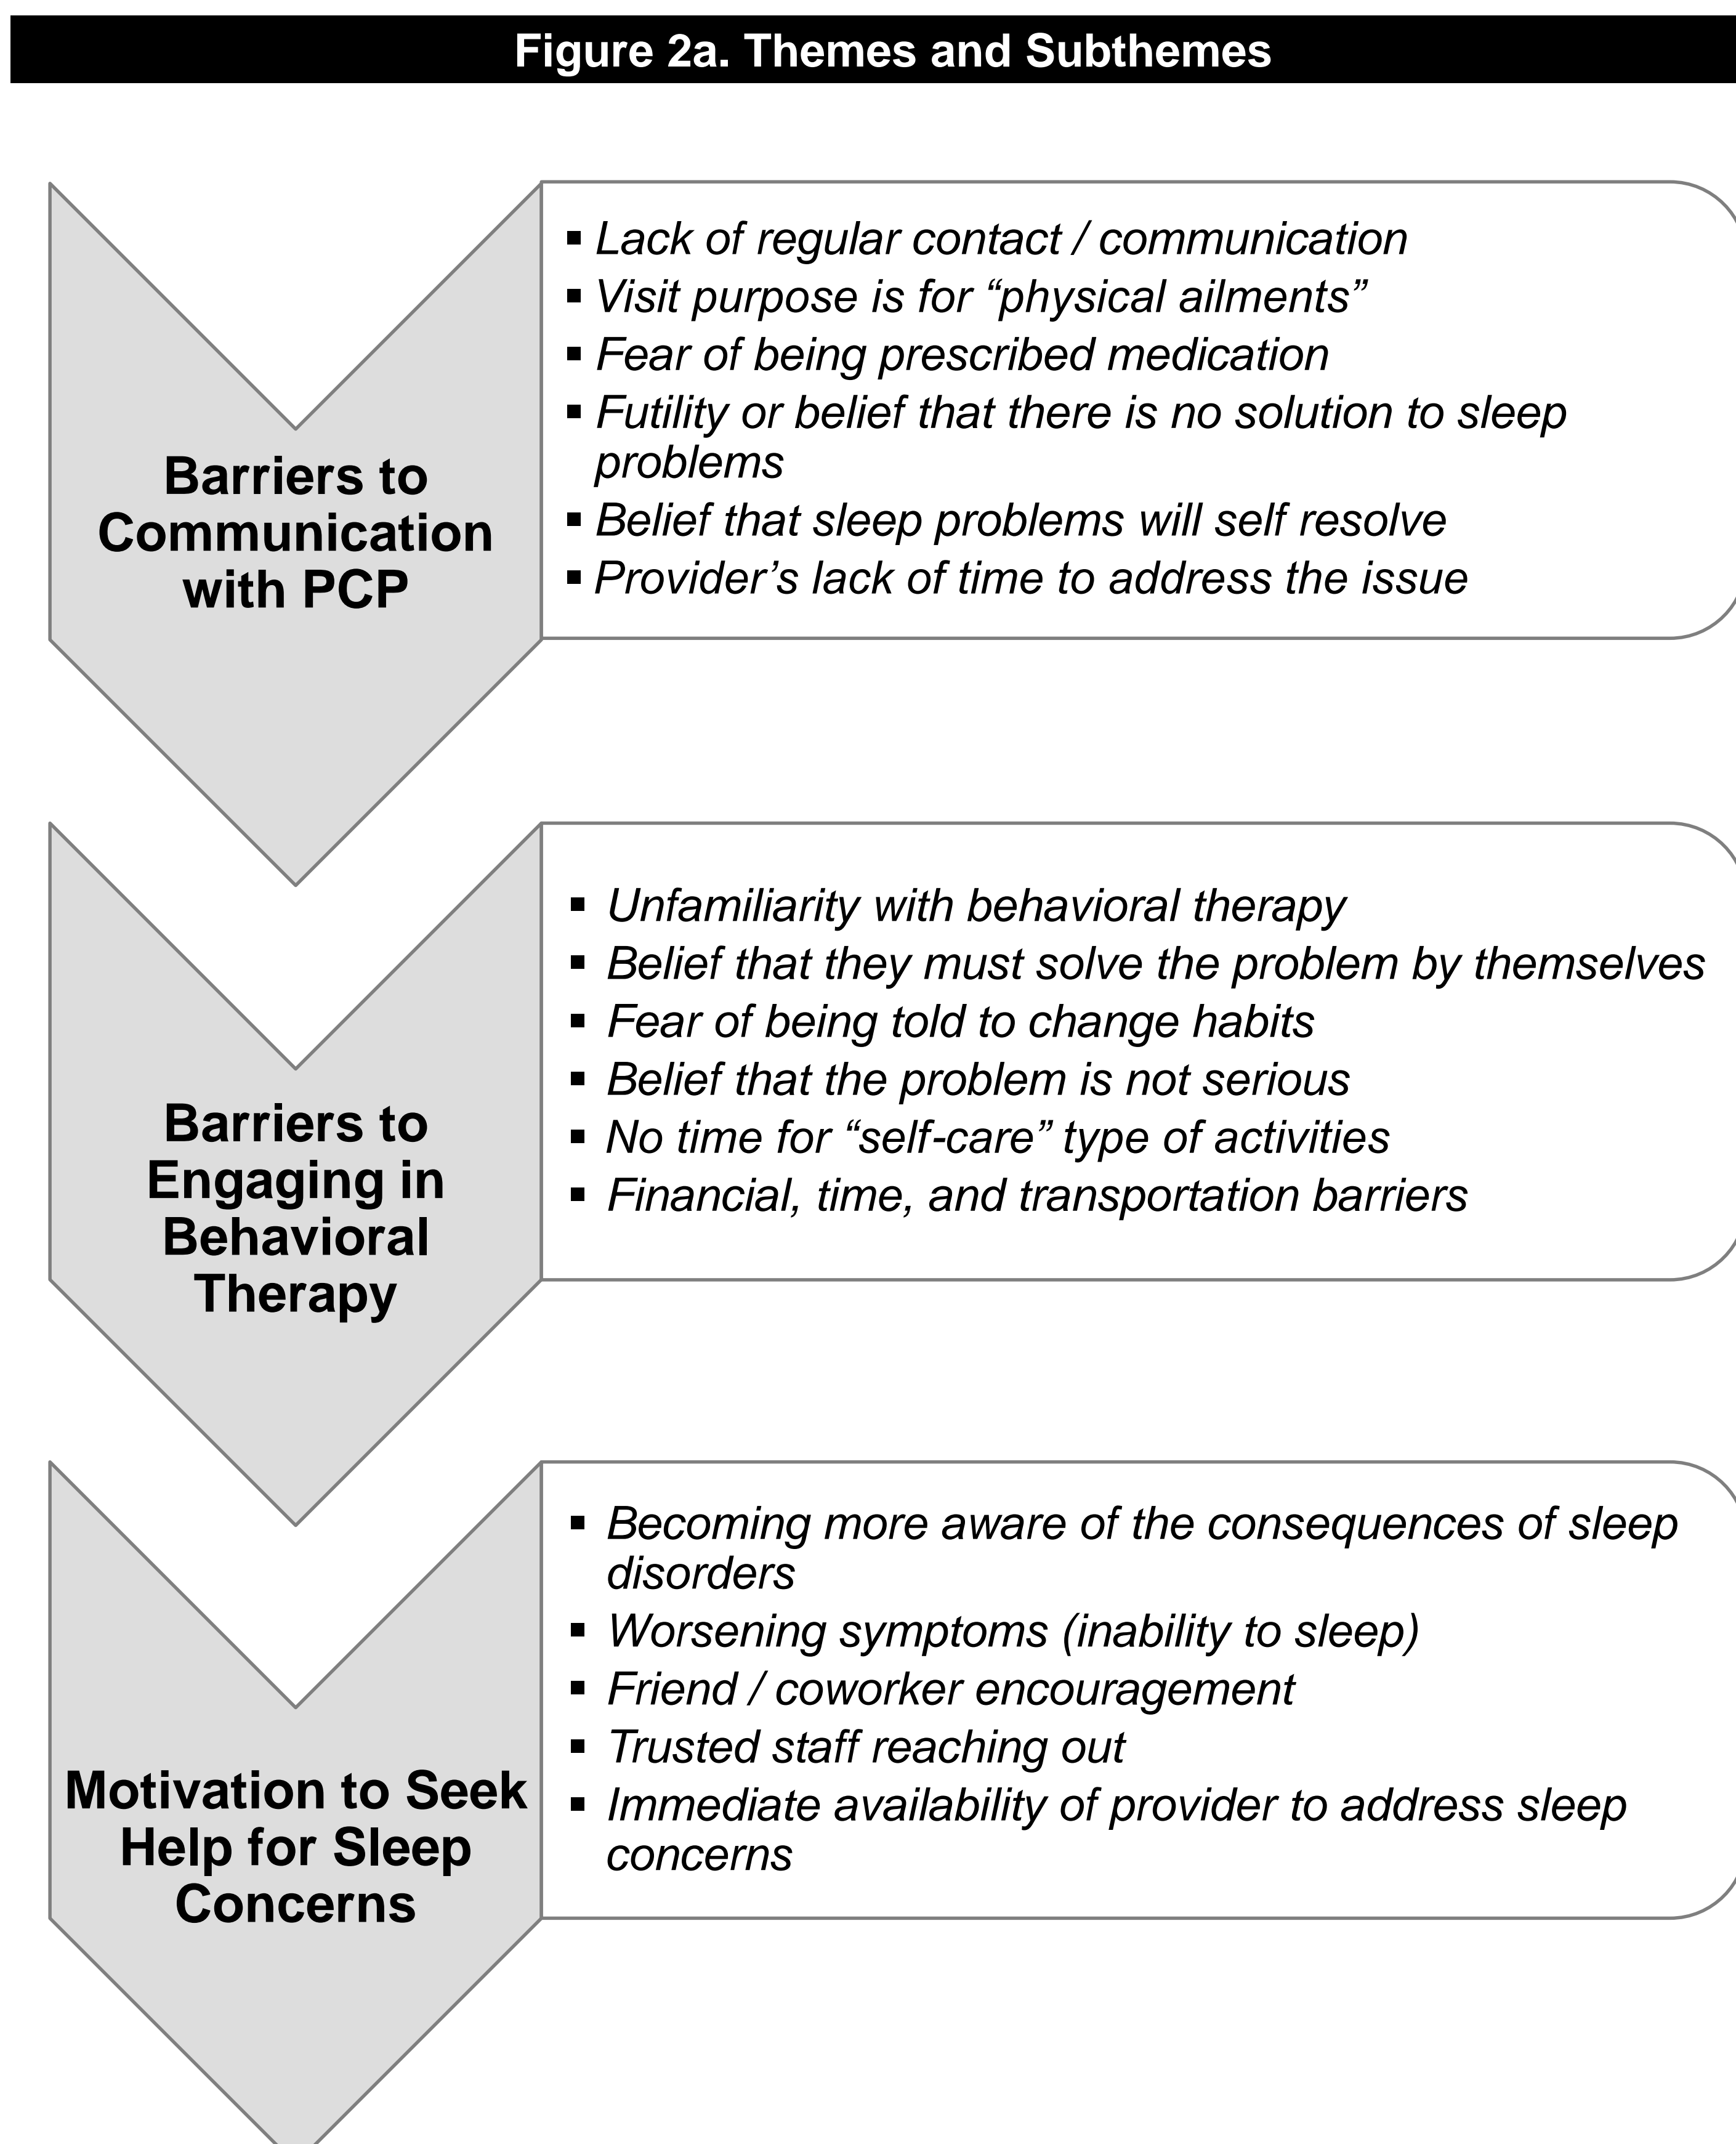 Figure 2a. Themes and Subthemes
Barriers to
Communication
with PCP
▪ Lack of regular contact / communication
▪ Visit purpose is for “physical ailments”
▪ Fear of being prescribed medication
▪ Futility or belief that there is no solution to sleep
problems
▪ Belief that sleep problems will self resolve
▪ Provider’s lack of time to address the issue
Barriers to
Engaging in
Behavioral
Therapy
▪ Unfamiliarity with behavioral therapy
▪ Belief that they must solve the problem by themselves
▪ Fear of being told to change habits
▪ Belief that the problem is not serious
▪ No time for “self-care” type of activities
▪ Financial, time, and transportation barriers
Motivation to Seek
Help for Sleep
Concerns
▪ Becoming more aware of the consequences of sleep
disorders
▪ Worsening symptoms (inability to sleep)
▪ Friend / coworker encouragement
▪ Trusted staff reaching out
▪ Immediate availability of provider to address sleep
concerns